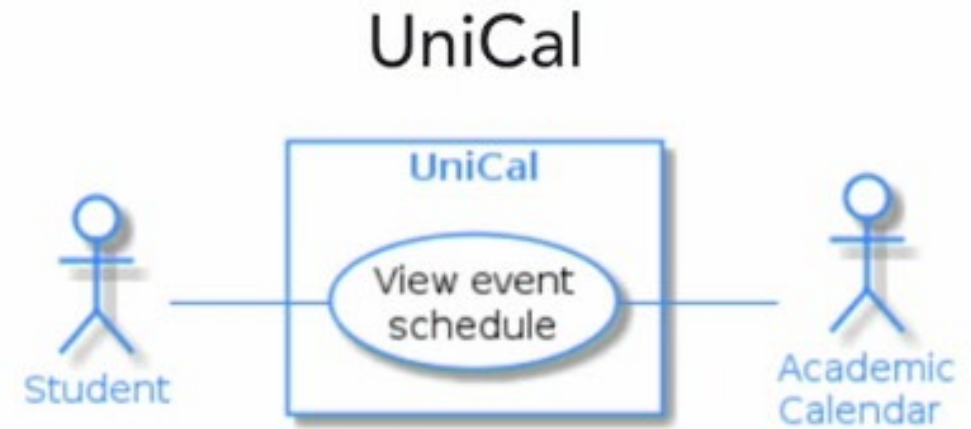 UniCal
UniCal
View event
schedule
Student
Academic
Calendar